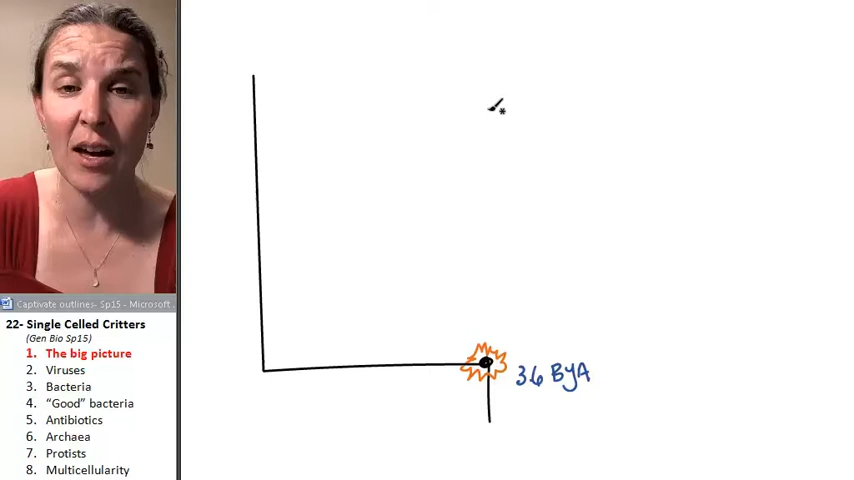 Captivate outlines- Sp15 - Microsoft
22- Single Celled Critters
(Gen Bio Sp15)
1. The big picture
2. Viruses
3. Bacteria
4. “Good” bacteria
5. Antibiotics
6. Archaea
7. Protists
8. Multicellularity
3.6 ByA